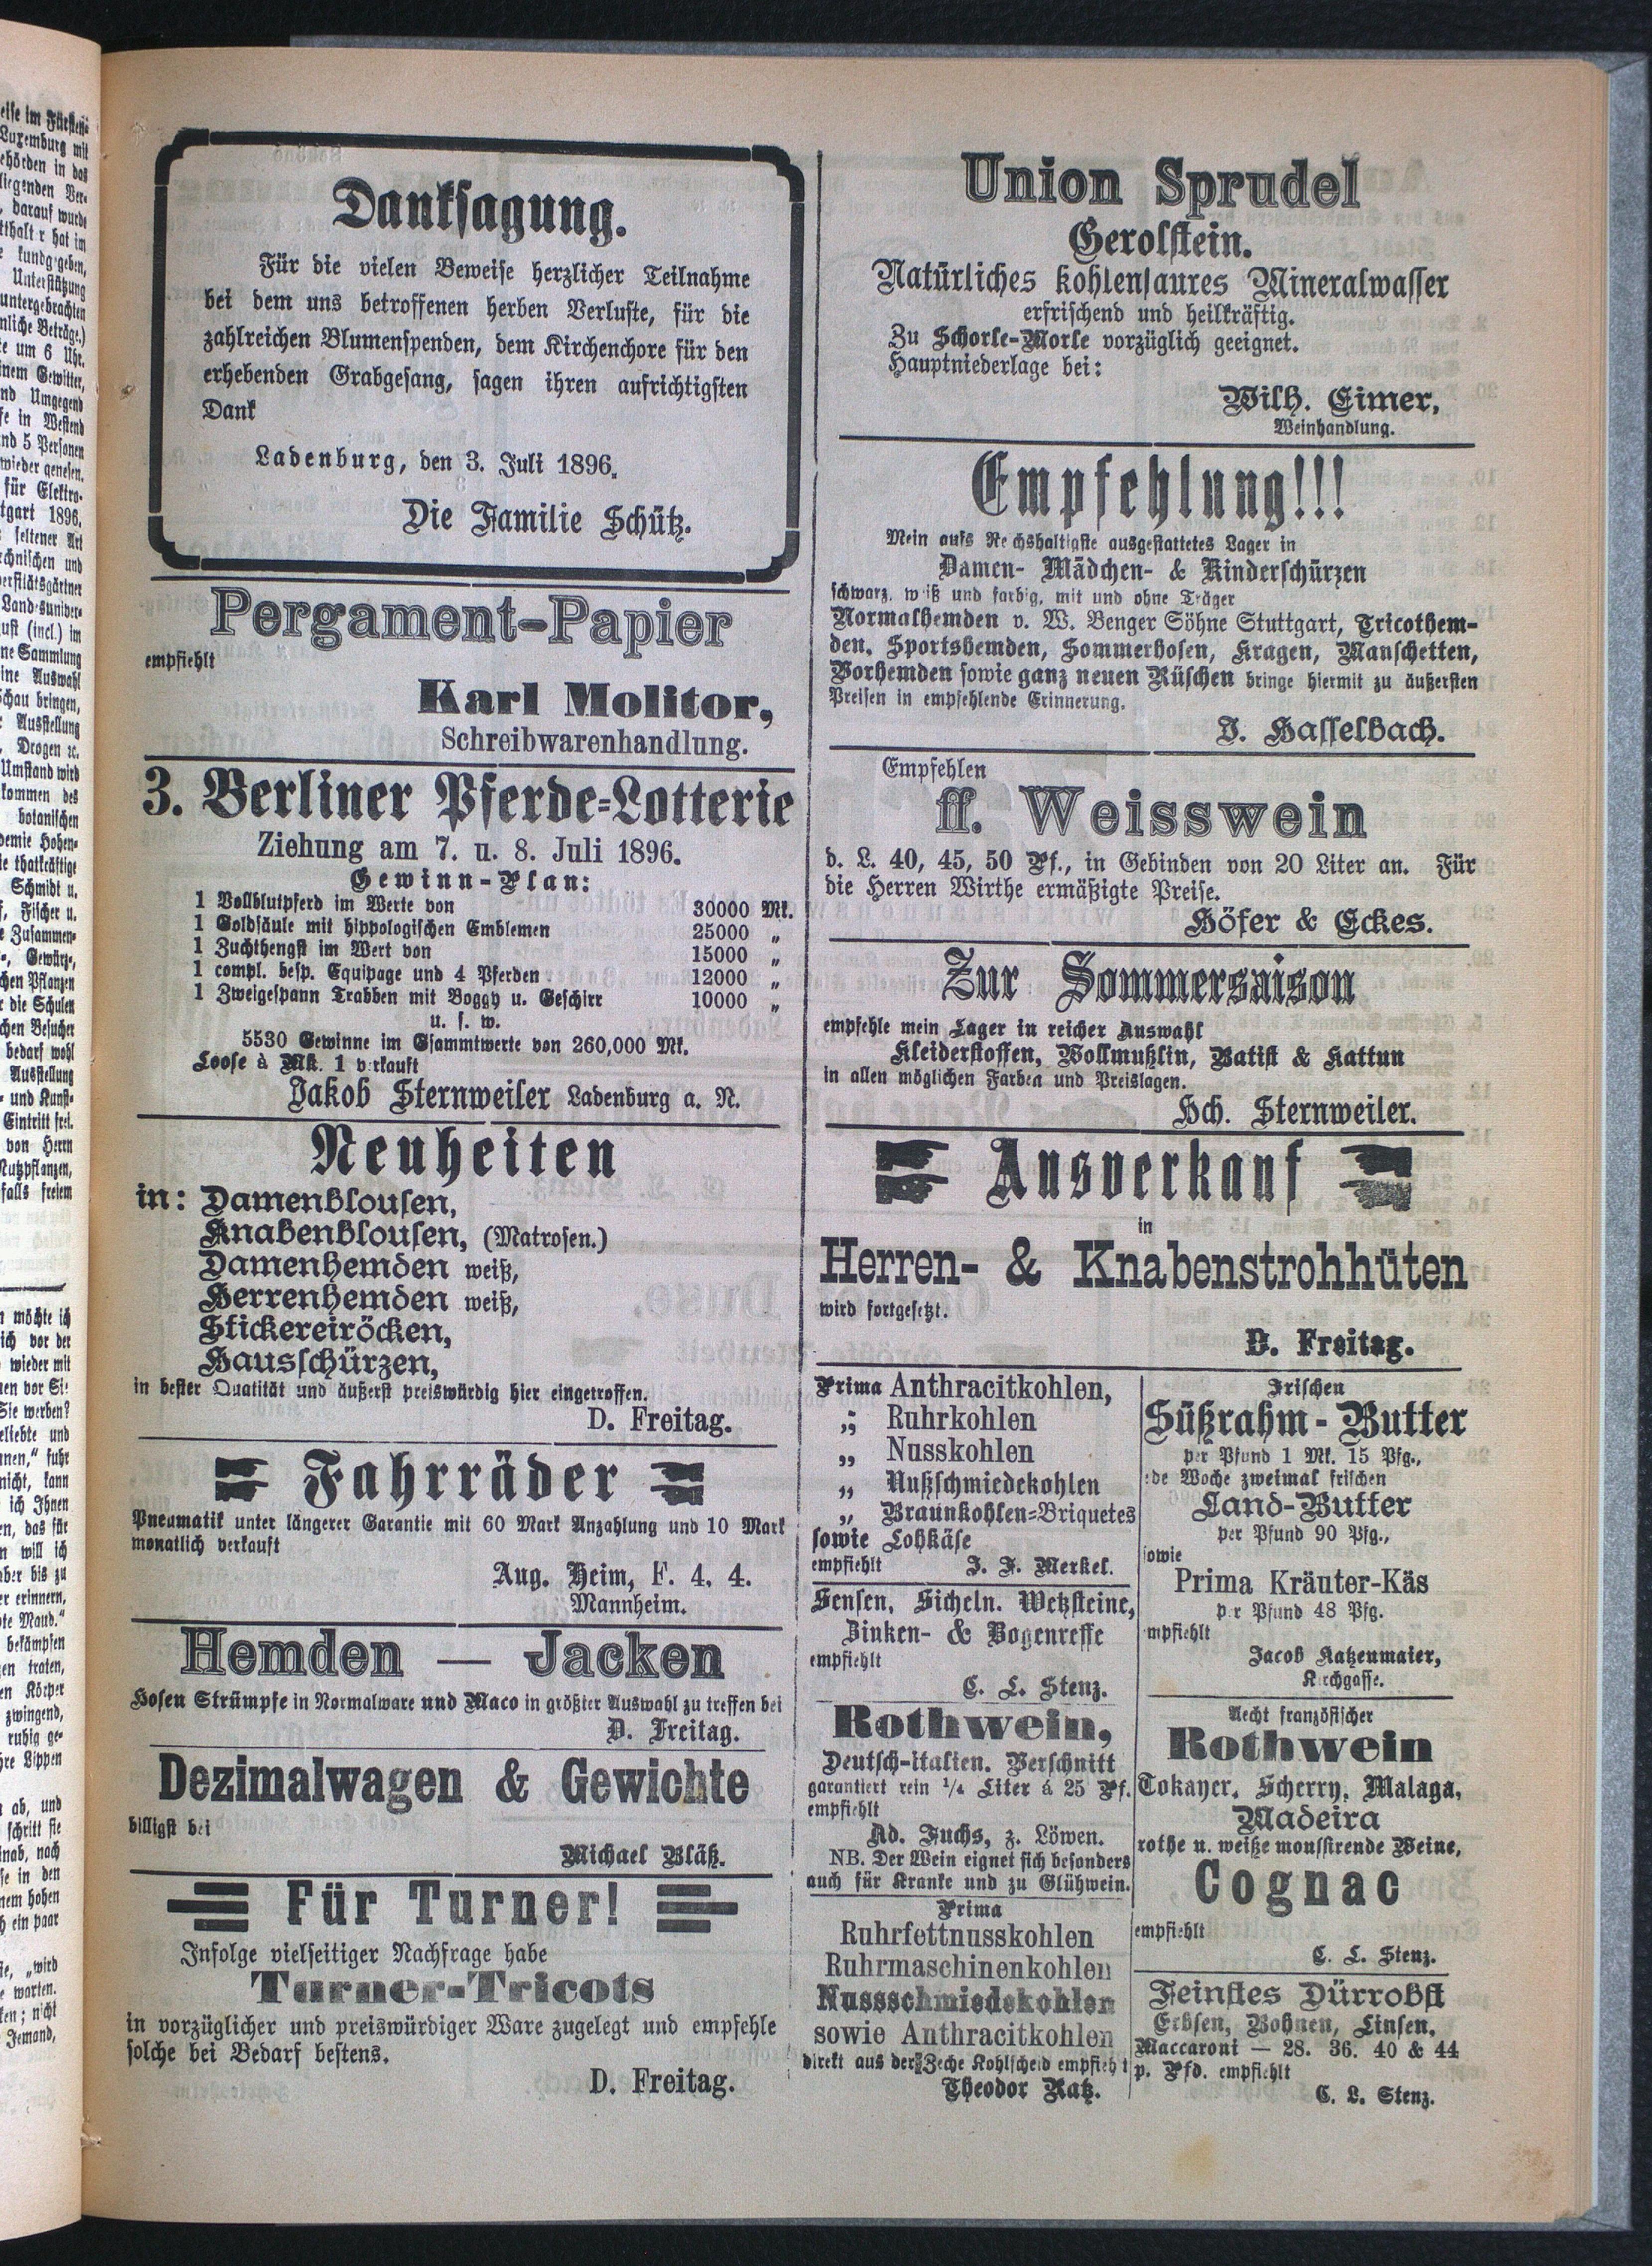 Danksagung.
Für die vielen Beweise herzlicher Teilnahme
bei dem uns betroffenen herben Verluste, für die
zahlreichen Blumenspenden, dem Kirchenchore für den
erhebenden Grabgesang, sagen ihren aufrichtigsten
Dank
Ladenburg, den 3. Juli 1896.
Die Familie Schütz.
Pergament-Papier
empfiehlt
Karl Molitor,
Schreibwarenhandlung.
3. Berliner Pferde-Lotterie
Ziehung am 7. u. 8. Juli 1896.
Gewinn-Plan:
1 Vollblutpferd im Werte von 30000 Mk.
1 Goldsäule mit hippologischen Emblemen 25000 „
1 Zuchthengst im Wert von 15000 „
1 compl. besp. Equipage und 4 Pferden 12000 „
1 Zweigespann Trabben mit Boggy u. Geschirr 10000 „
u. s. w.
5530 Gewinne im Gsammtwerte von 260,000 Mk.
Loose à Mk. 1 v rkauft
Jakob Sternweiler Ladenburg a. N.
Neuheiten
in: Damenblousen,
Knabenblousen, (Matrosen.)
Damenhemden weiß,
Herrenhemden weiß,
Stickereiröcken,
Hausschürzen,
in bester Quatität und äußerst preiswürdig hier eingetroffen.
D. Freitag.
Fahrräder
Pneumatik unter längerer Garantie mit 60 Mark Anzahlung und 10 Mark
monatlich verkauft
Aug. Heim, F. 4. 4.
Mannheim.
Hemden — Jacken
Hosen Strümpfe in Normalware und Maco in größter Auswahl zu treffen bei
D. Freitag.
Dezimalwagen & Gewichte
billigst bei
Michael Bläß.
Für Turner!
Infolge vielseitiger Nachfrage habe
Turner-Tricots
in vorzüglicher und preiswürdiger Ware zugelegt und empfehle
solche bei Bedarf bestens.
D. Freitag.
Union Sprudel
Gerolstein.
Natürliches kohlensaures Mineralwasser
erfrischend und heilkräftig.
Zu Schorle-Morle vorzüglich geeignet.
Hauptniederlage bei:
Wilh. Eimer,
Weinhandlung.
Empfehlung!!!
Mein aufs Re chshaltigste ausgestattetes Lager in
Damen- Mädchen- & Kinderschürzen
schwarz, w iß und farbig, mit und ohne Träger
Normalhemden v. W. Benger Söhne Stuttgart, Tricothem-
den, Sportshemden, Sommerhosen, Kragen, Manschetten,
Vorhemden sowie ganz neuen Rüschen bringe hiermit zu äußersten
Preisen in empfehlende Erinnerung.
J. Hasselbach.
Empfehlen
ff. Weisswein
d. L. 40, 45, 50 Pf., in Gebinden von 20 Liter an. Für
die Herren Wirthe ermäßigte Preise.
Höfer & Eckes.
Zur Sommersaison
empfehle mein Lager in reicher Auswahl
Kleiderstoffen, Wollmußlin, Batist & Kattun
in allen möglichen Farben und Preislagen.
Hch. Sternweiler.
Ausverkauf
in
Herren- & Knabenstrohhüten
wird fortgesetzt.
D. Freitag.
Prima Anthracitkohlen,
„ Ruhrkohlen
„ Nusskohlen
„ Nußschmiedekohlen
„ Braunkohlen=Briquetes
sowie Lohkäse
empfiehlt J. F. Merkel.
Sensen, Sicheln. Wetzsteine,
Zinken- & Bogenreffe
empfiehlt
C. L. Stenz.
Rothwein,
Deutsch-italien. Verschnitt
garantiert rein 1/4 Liter á 25 Pf.
empfiehlt
Ad. Fuchs, z. Löwen.
NB. Der Wein eignet sich besonders
auch für Kranke und zu Glühwein.
Prima
Ruhrfettnusskohlen
Ruhrmaschinenkohlen
Nussschmiedekohlen
sowie Anthracitkohlen
direkt aus der Zeche Kohlscheid empfieh t
Theodor Katz.
Frischen
Süßrahm-Butter
per Pfund 1 Mk. 15 Pfg.,
ede Woche zweimal frischen
Land-Butter
per Pfund 90 Pfg.,
sowie
Prima Kräuter-Käs
p r Pfund 48 Pfg.
mpfiehlt
Jacob Katzenmaier,
K rchgasse.
Aecht französischer
Rothwein
Tokayer, Scherry, Malaga,
Madeira
rothe u. weiße moussirende Weine,
Cognac
empfiehlt
C. L. Stenz.
Feinstes Dürrobst
Erbsen, Bohnen, Linsen,
Maccaroni — 28. 36. 40 & 44
p. Pfd. empfiehlt
C. L. Stenz.